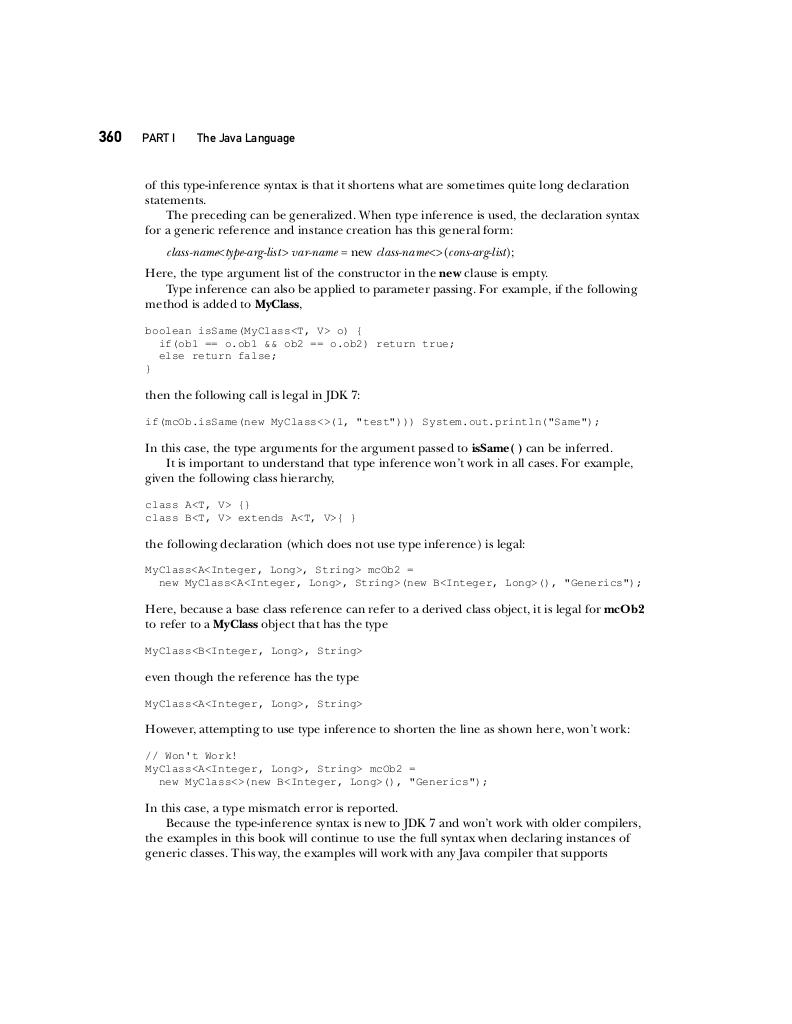 360 PART I The Java Language
of this type-inference syntax is that it shortens what are sometimes quite long declaration
statements.
The preceding can be generalized. When type inference is used, the declaration syntax
for a generic reference and instance creation has this general form:
class-name<type-arg-list> var-name = new class-name<>(cons-arg-list);
Here, the type argument list of the constructor in the new clause is empty.
Type inference can also be applied to parameter passing. For example, if the following
method is added to MyClass,
boolean isSame(MyClass<T, V> o) {
  if(ob1 == o.ob1 && ob2 == o.ob2) return true;
  else return false;
}
then the following call is legal in JDK 7:
if(mcOb.isSame(new MyClass<>(1, "test"))) System.out.println("Same");
In this case, the type arguments for the argument passed to isSame( ) can be inferred.
It is important to understand that type inference won't work in all cases. For example,
given the following class hierarchy,
class A<T, V> {}
class B<T, V> extends A<T, V>{ }
the following declaration (which does not use type inference) is legal:
MyClass<A<Integer, Long>, String> mcOb2 =
  new MyClass<A<Integer, Long>, String>(new B<Integer, Long>(), "Generics");
Here, because a base class reference can refer to a derived class object, it is legal for mcOb2
to refer to a MyClass object that has the type
MyClass<B<Integer, Long>, String>
even though the reference has the type
MyClass<A<Integer, Long>, String>
However, attempting to use type inference to shorten the line as shown here, won't work:
// Won't Work!
MyClass<A<Integer, Long>, String> mcOb2 =
  new MyClass<>(new B<Integer, Long>(), "Generics");
In this case, a type mismatch error is reported.
Because the type-inference syntax is new to JDK 7 and won't work with older compilers,
the examples in this book will continue to use the full syntax when declaring instances of
generic classes. This way, the examples will work with any Java compiler that supports